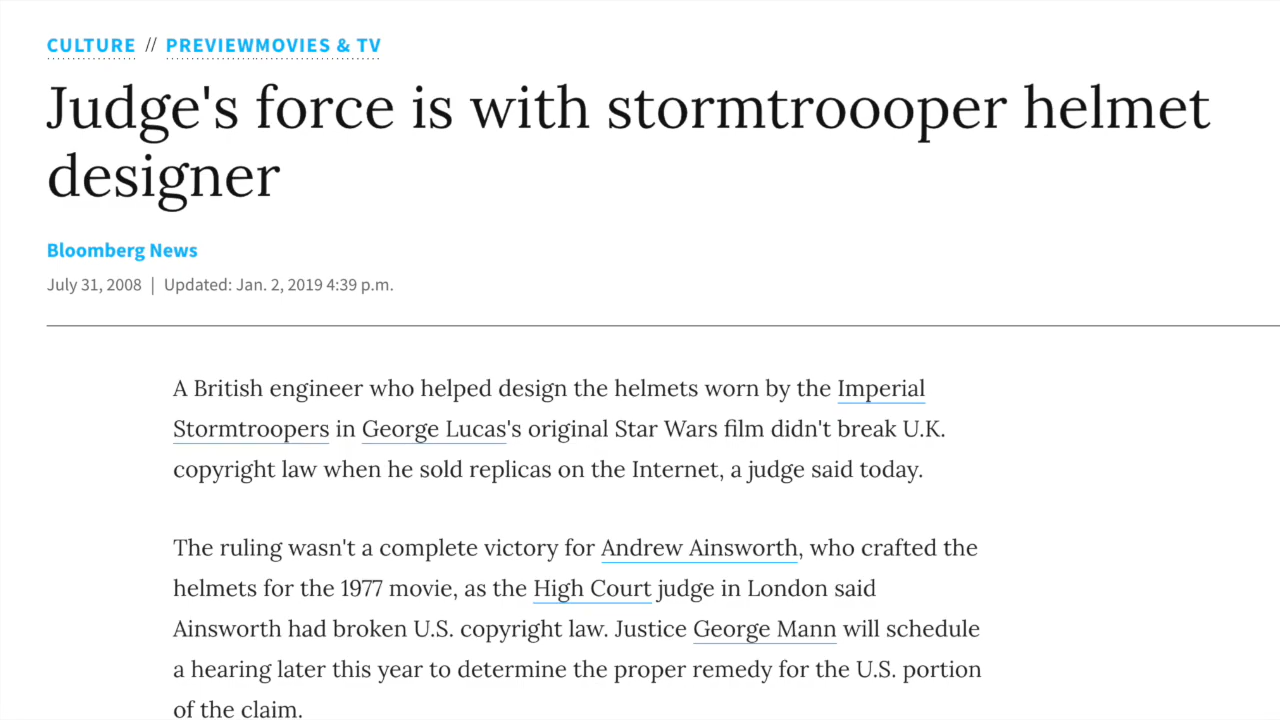 CULTURE // PREVIEWMOVIES & TV
Judge's force is with stormtroooper helmet
designer
Bloomberg News
July 31, 2008 | Updated: Jan. 2, 2019 4:39 p.m.
A British engineer who helped design the helmets worn by the Imperial
Stormtroopers in George Lucas's original Star Wars film didn't break U.K.
copyright law when he sold replicas on the Internet, a judge said today.
The ruling wasn't a complete victory for Andrew Ainsworth, who crafted the
helmets for the 1977 movie, as the High Court judge in London said
Ainsworth had broken U.S. copyright law. Justice George Mann will schedule
a hearing later this year to determine the proper remedy for the U.S. portion
of the claim.